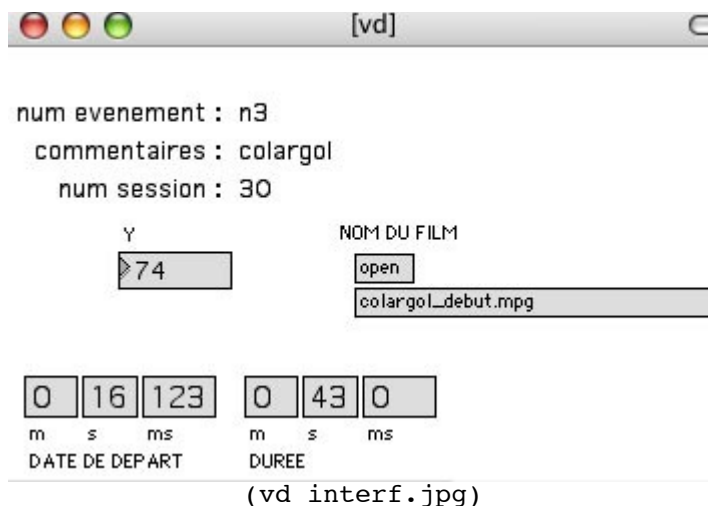 [vd]
num evenement : n3
commentaires : colargol
num session : 30
Y NOM DU FILM
74 open
colargol_debut.mpg
0 16 123 0 43 0
m s ms m s ms
DATE DE DEPART DUREE
(vd interf.jpg)